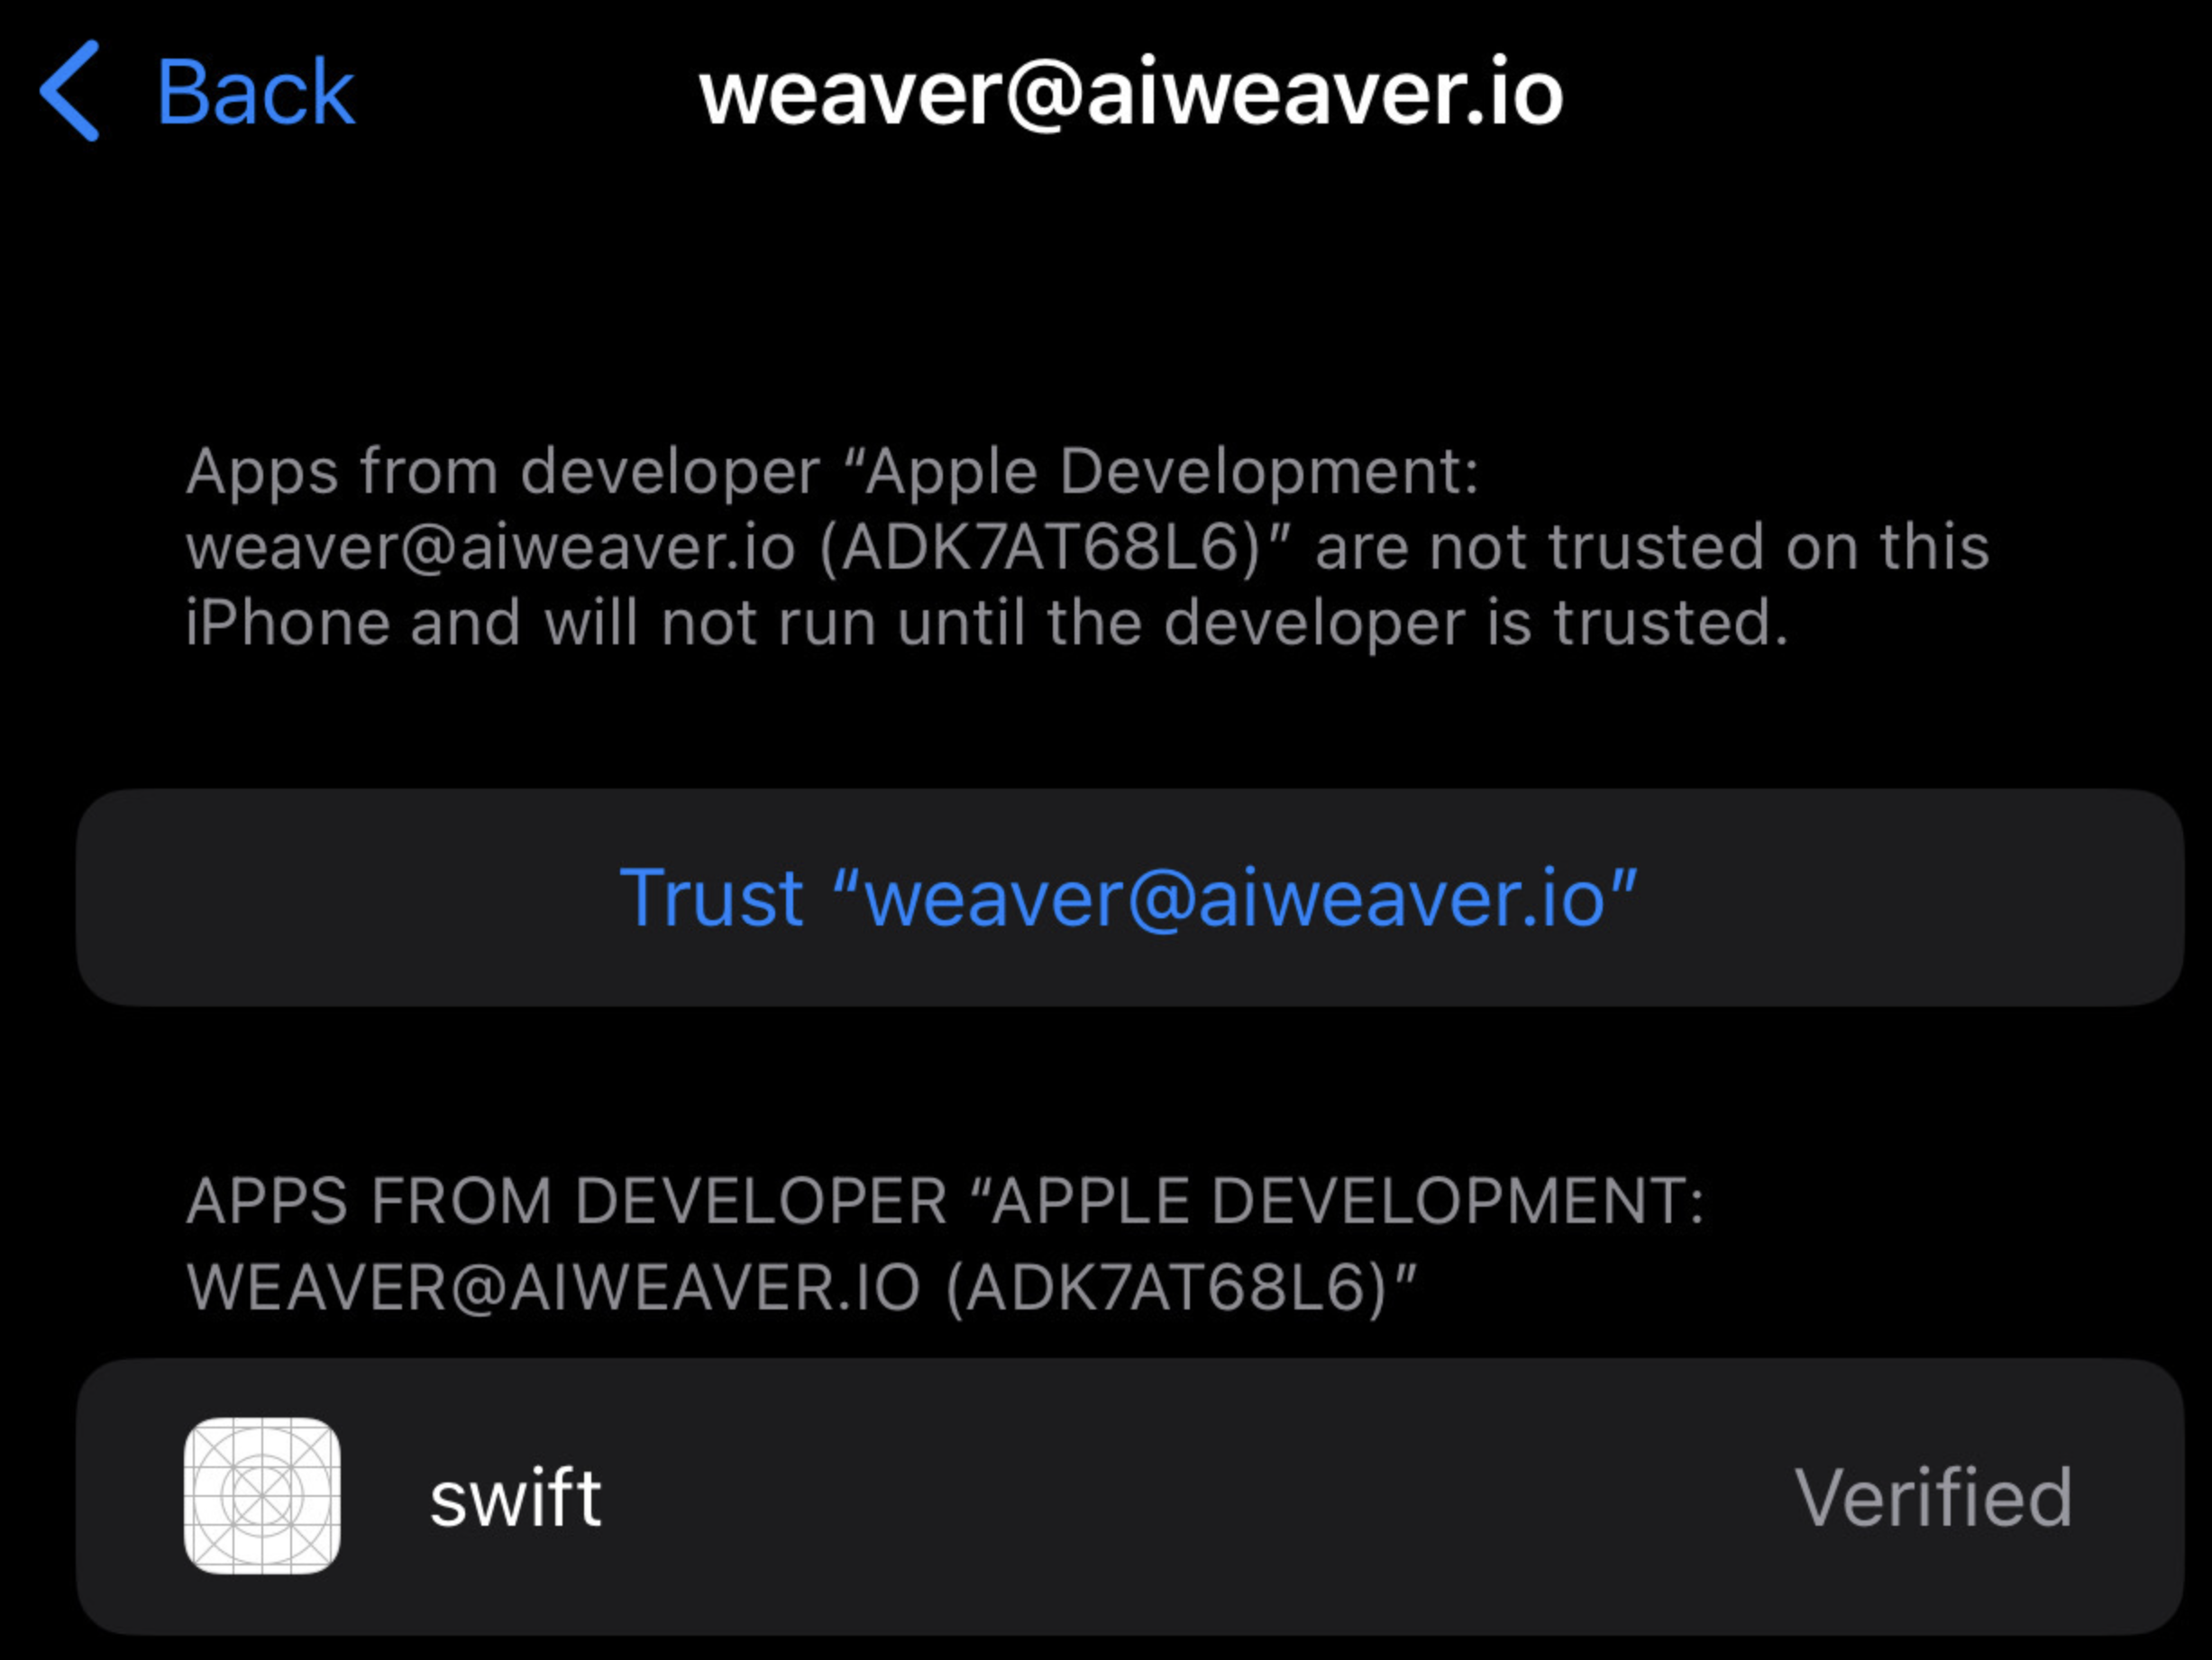 Back
weaver@aiweaver.io
Apps from developer “Apple Development:
weaver@aiweaver.io (ADK7AT68L6)” are not trusted on this
iPhone and will not run until the developer is trusted.
Trust “weaver@aiweaver.io”
APPS FROM DEVELOPER “APPLE DEVELOPMENT:
WEAVER@AIWEAVER.IO (ADK7AT68L6)”
swift
Verified